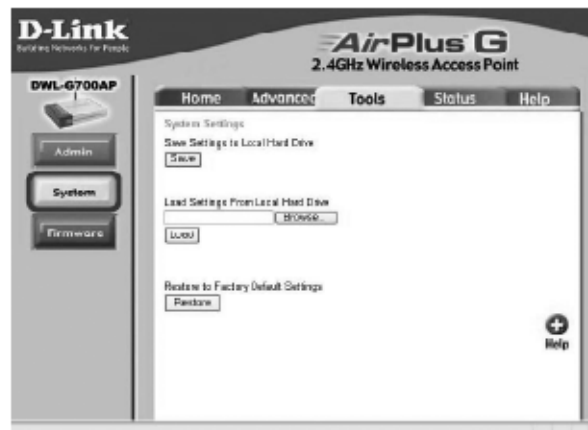 D-Link
Building Networks for People
AirPlus G
2.4GHz Wireless Access Point
DWL-G700AP
Home Advanced Tools Status Help
Admin
System
Firmware
System Settings
Save Settings to Local Hard Drive
Save
Load Settings From Local Hard Drive
Browse...
Load
Restore to Factory Default Settings
Restore
Help